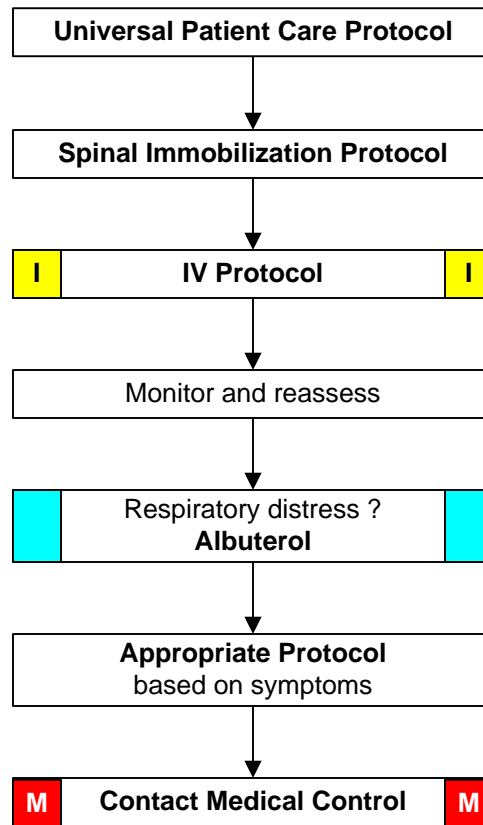 Universal Patient Care Protocol
Spinal Immobilization Protocol
I IV Protocol I
Monitor and reassess
Respiratory distress ?
Albuterol
Appropriate Protocol
based on symptoms
M Contact Medical Control M